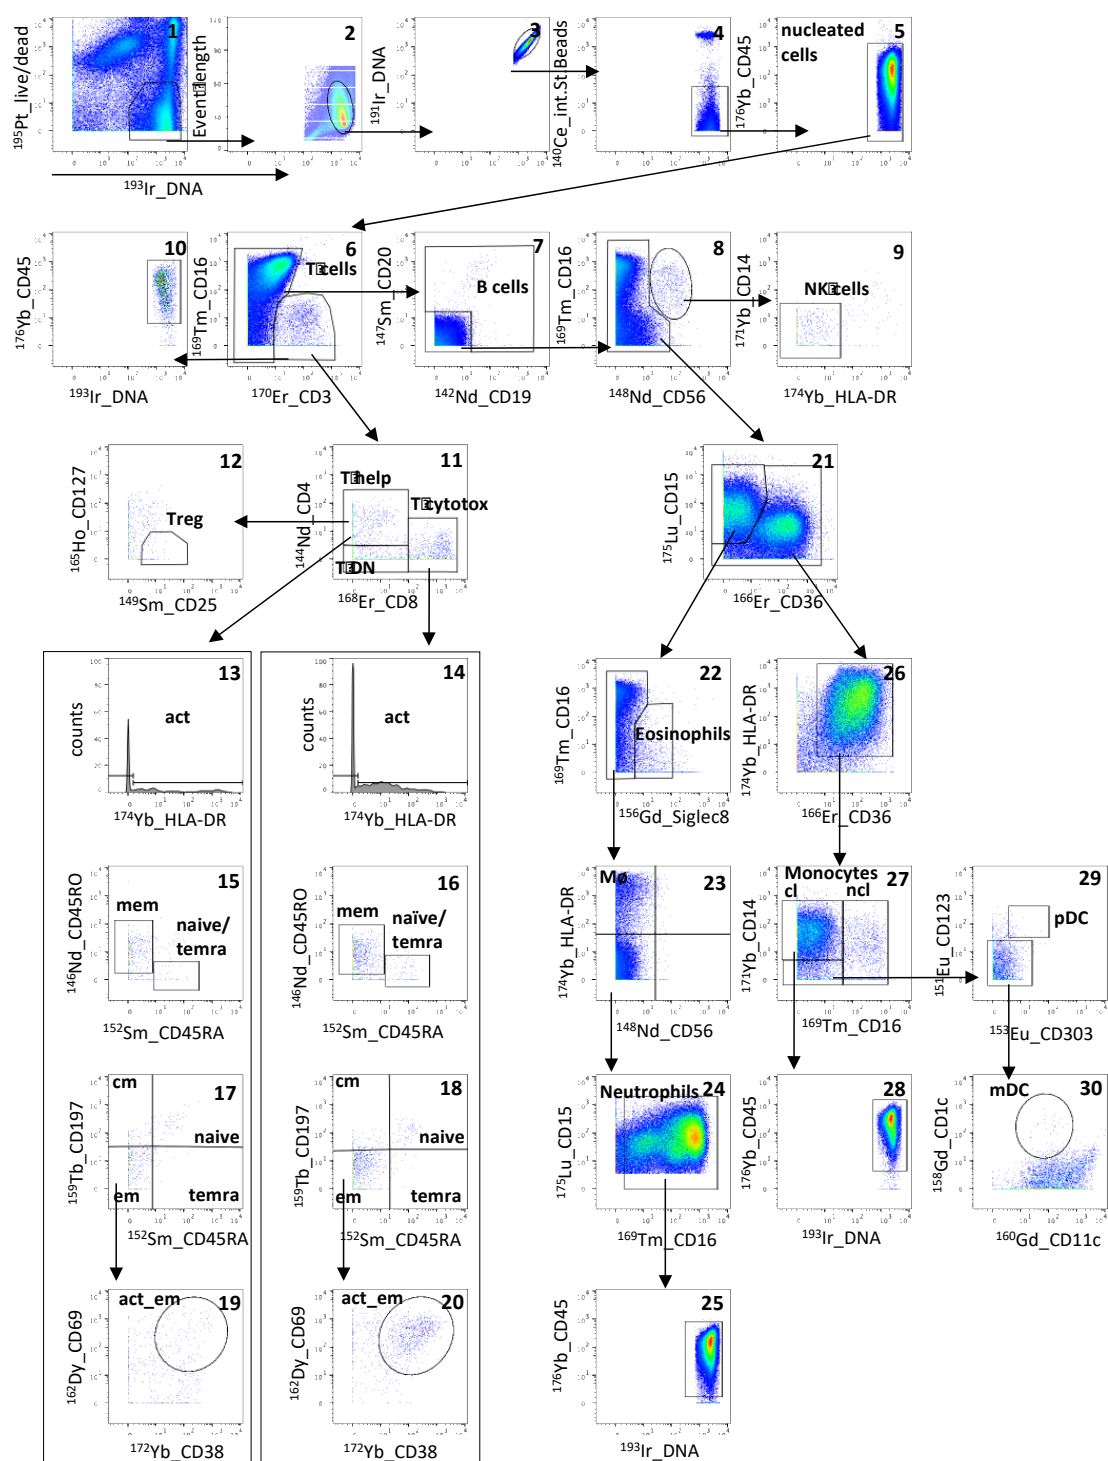 1
2
3
4
5
nucleated
cells
195Pt_live/dead
Event length
191Ir_DNA
140Ce_int.St.Beads
176Yb_CD45
193Ir_DNA
10
6
7
8
9
T cells
B cells
NK cells
176Yb_CD45
169Tm_CD16
147Sm_CD20
169Tm_CD16
171Yb_CD14
193Ir_DNA
170Er_CD3
142Nd_CD19
148Nd_CD56
174Yb_HLA-DR
12
11
21
Treg
T help
T cytotox
T DN
165Ho_CD127
144Nd_CD4
175Lu_CD15
149Sm_CD25
168Er_CD8
166Er_CD36
13
14
22
26
act
act
Eosinophils
counts
counts
169Tm_CD16
174Yb_HLA-DR
174Yb_HLA-DR
174Yb_HLA-DR
156Gd_Siglec8
166Er_CD36
15
16
23
27
29
mem
naive/
temra
mem
naïve/
temra
Mø
Monocytes
cl
ncl
pDC
146Nd_CD45RO
146Nd_CD45RO
174Yb_HLA-DR
171Yb_CD14
151Eu_CD123
152Sm_CD45RA
152Sm_CD45RA
148Nd_CD56
169Tm_CD16
153Eu_CD303
17
18
24
28
30
cm
naive
em
temra
cm
naive
em
temra
Neutrophils
mDC
159Tb_CD197
159Tb_CD197
175Lu_CD15
176Yb_CD45
158Gd_CD1c
152Sm_CD45RA
152Sm_CD45RA
169Tm_CD16
193Ir_DNA
160Gd_CD11c
19
20
25
act_em
act_em
162Dy_CD69
162Dy_CD69
176Yb_CD45
172Yb_CD38
172Yb_CD38
193Ir_DNA